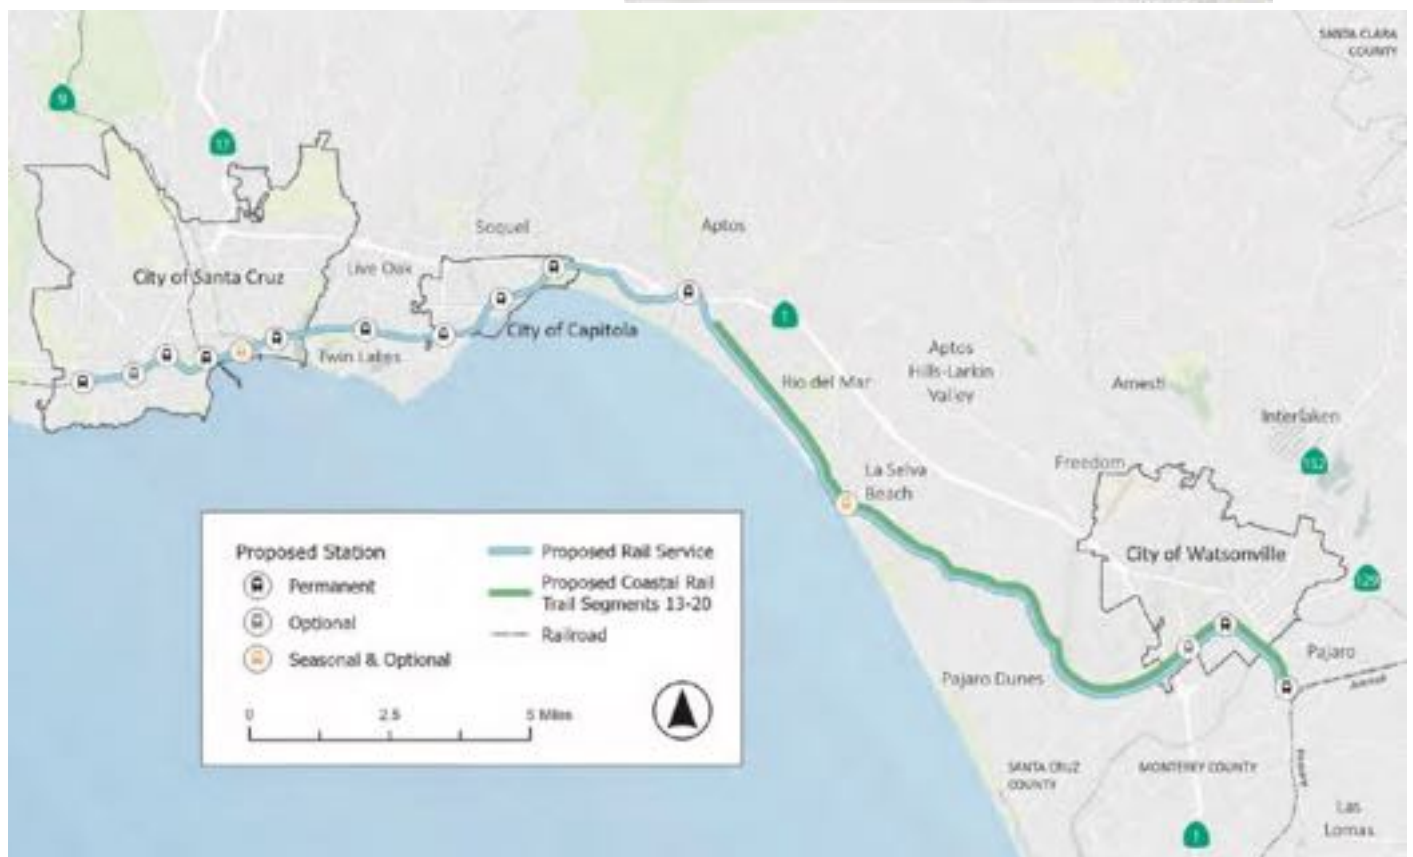 SANTA CLARA
COUNTY
9
17
Soquel
Aptos
City of Santa Cruz
Live Oak
1
City of Capitola
Twin Lakes
Aptos
Hills-Larkin
Valley
Rio del Mar
Amesti
Interlaken
La Selva
Beach
Freedom
152
Proposed Station
Permanent
Optional
Seasonal & Optional
Proposed Rail Service
Proposed Coastal Rail
Trail Segments 13-20
Railroad
0 2.5 5 Miles
City of Watsonville
129
Pajaro
Pajaro Dunes
SANTA CRUZ
COUNTY
MONTEREY COUNTY
Las
Lomas
1